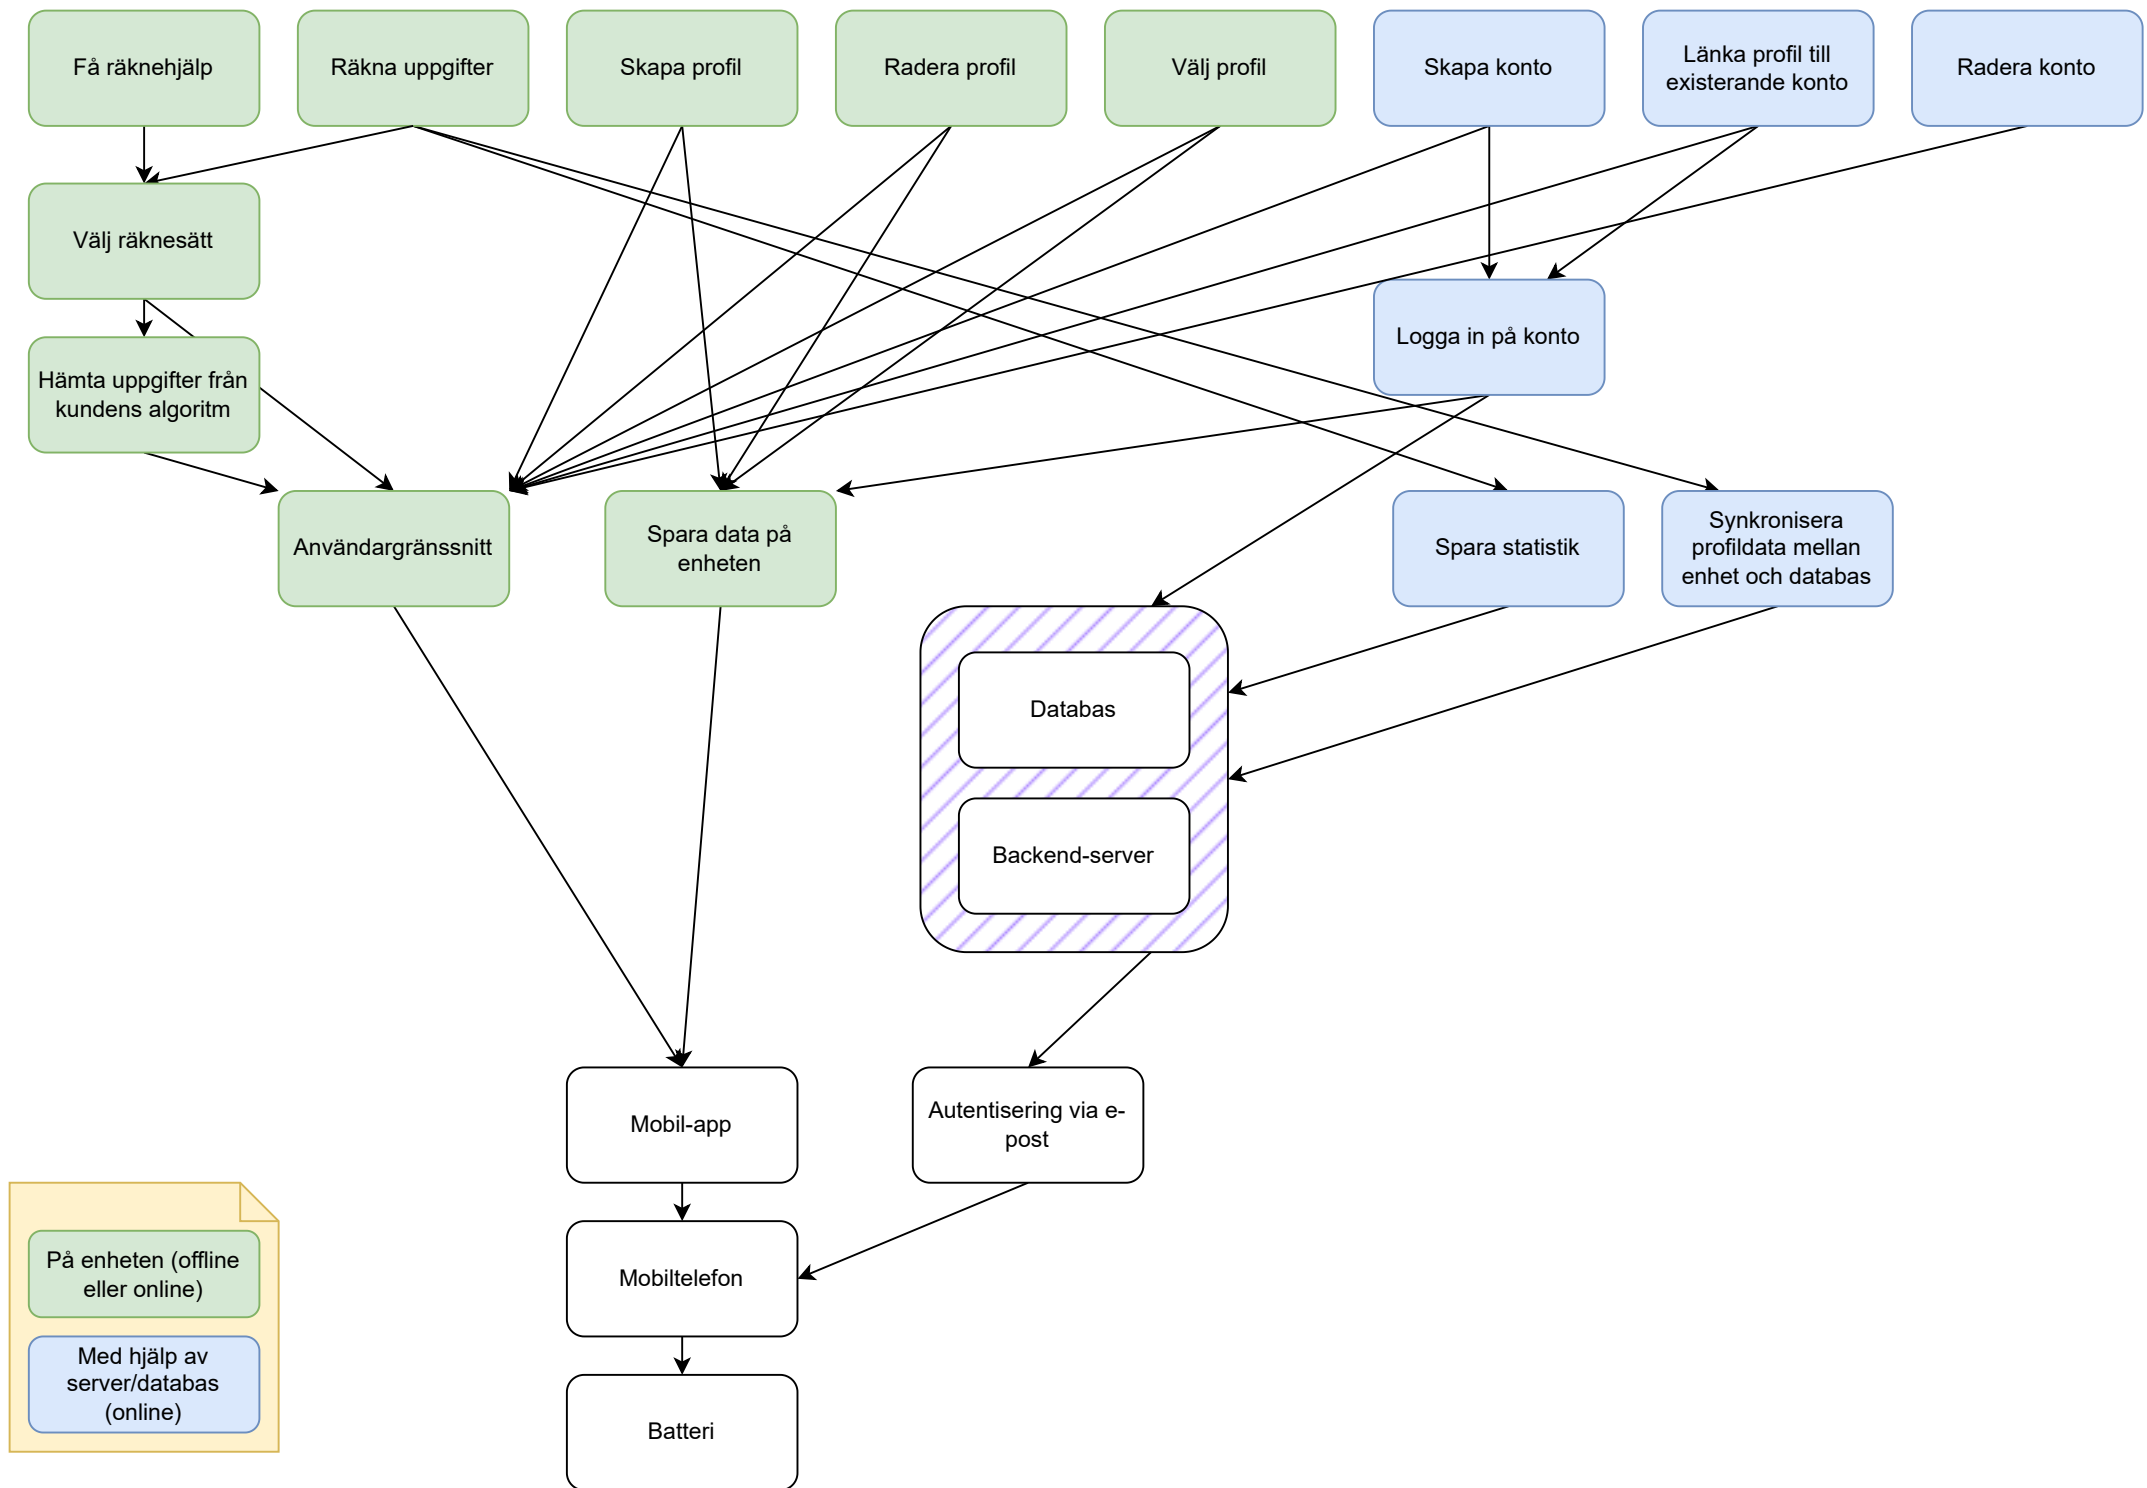 Få räknehjälp
Räkna uppgifter
Skapa profil
Radera profil
Välj profil
Skapa konto
Länka profil till
existerande konto
Radera konto
Välj räknesätt
Logga in på konto
Hämta uppgifter från
kundens algoritm
Användargränssnitt
Spara data på
enheten
Spara statistik
Synkronisera
profildata mellan
enhet och databas
Databas
Backend-server
Mobil-app
Autentisering via e-
post
Mobiltelefon
Batteri
På enheten (offline
eller online)
Med hjälp av
server/databas
(online)